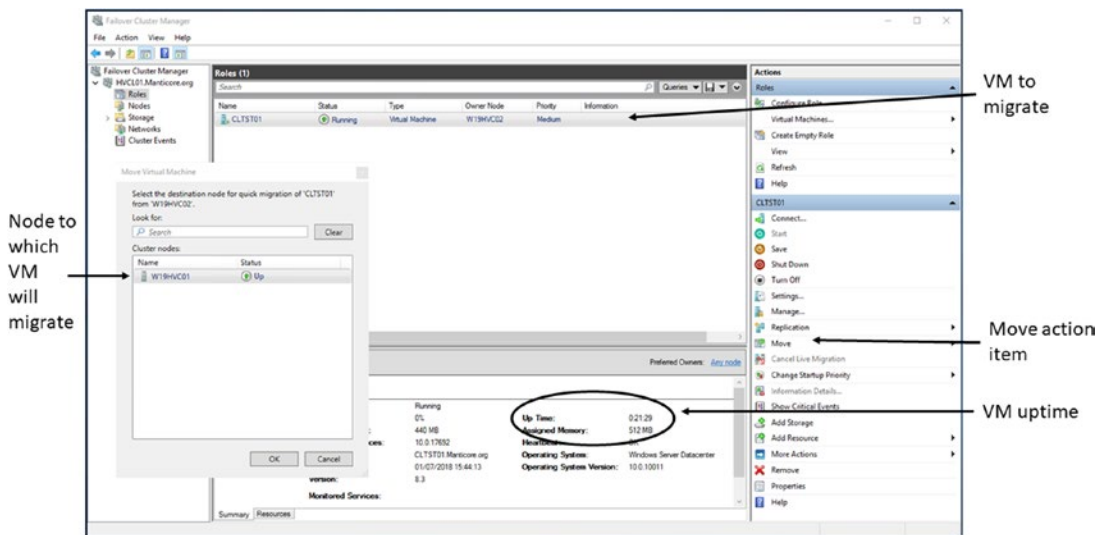 Failover Cluster Manager
File Action View Help
Failover Cluster Manager
HVCL01.Manticore.org
Roles
Nodes
Storage
Networks
Cluster Events
Roles (1)
Search
Queries
Name Status Type Owner Node Priority Information
CLTST01 Running Virtual Machine W19HVC02 Medium
Move Virtual Machine
Select the destination node for quick migration of 'CLTST01'
from 'W19HVC02'.
Look for:
Search
Clear
Cluster nodes:
Name Status
W19HVC01 Up
OK Cancel
Preferred Owners: Any node
Running
0% Up Time: 0:21:29
440 MB Assigned Memory: 512 MB
ces: 10.0.17692 Heartbeat: OK
CLTST01.Manticore.org Operating System: Windows Server Datacenter
01/07/2018 15:44:13 Operating System Version: 10.0.10011
Version: 8.3
Monitored Services:
Summary Resources
Actions
Roles
Configure Role...
Virtual Machines...
Create Empty Role
View
Refresh
Help
CLTST01
Connect...
Start
Save
Shut Down
Turn Off
Settings...
Manage...
Replication
Move
Cancel Live Migration
Change Startup Priority
Information Details...
Show Critical Events
Add Storage
Add Resource
More Actions
Remove
Properties
Help
Node to
which
VM
will
migrate
VM to
migrate
Move action
item
VM uptime